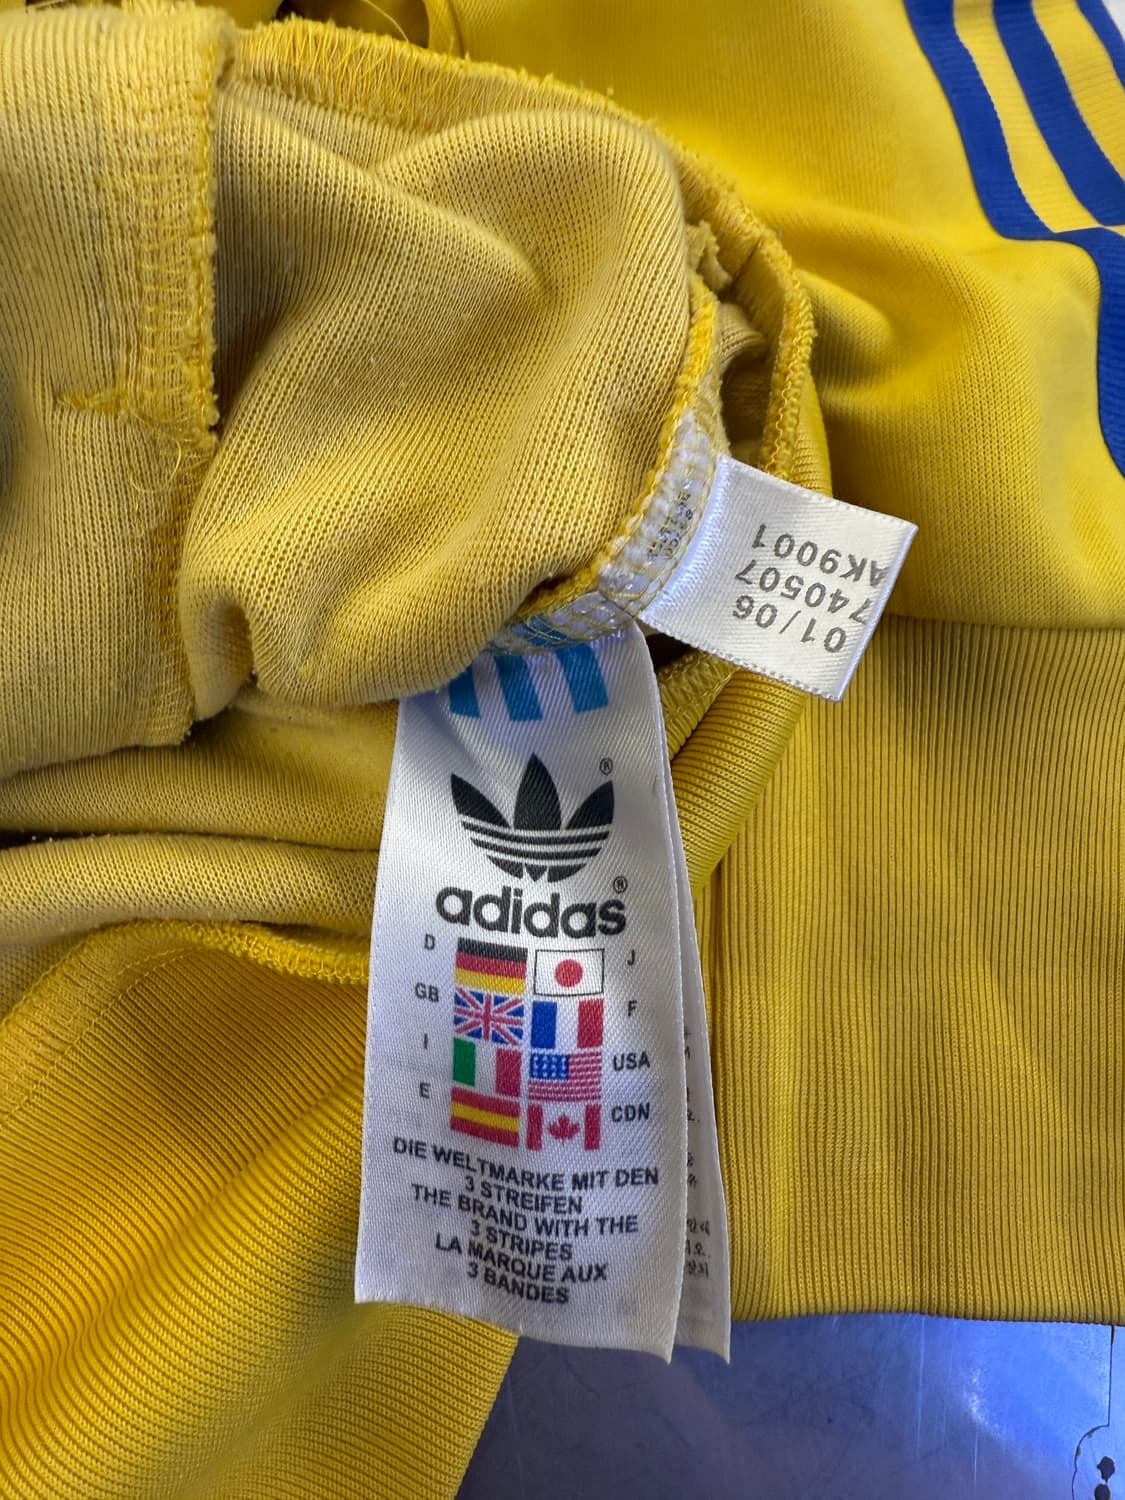 01/06
740507
AK9001
®
adidas®
D
J
GB
F
I
USA
E
CDN
DIE WELTMARKE MIT DEN
3 STREIFEN
THE BRAND WITH THE
3 STRIPES
LA MARQUE AUX
3 BANDES